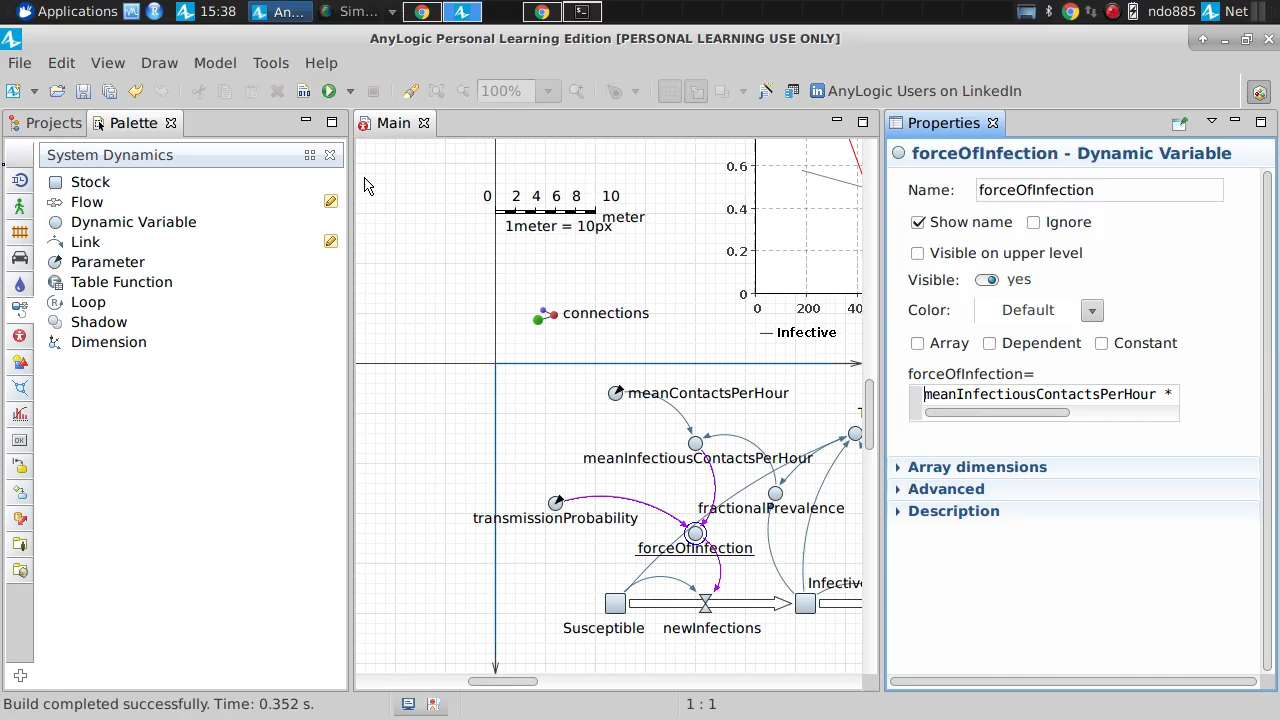 Applications 15:38 An... Sim... ndo885 Net
AnyLogic Personal Learning Edition [PERSONAL LEARNING USE ONLY]
File Edit View Draw Model Tools Help
100% AnyLogic Users on LinkedIn
Projects Palette
System Dynamics
Stock
Flow
Dynamic Variable
Link
Parameter
Table Function
Loop
Shadow
Dimension
Main
0 2 4 6 8 10
meter
1meter = 10px
connections
0.6
0.4
0.2
0
0 200 40
Infective
meanContactsPerHour
meanInfectiousContactsPerHour
fractionalPrevalence
transmissionProbability
forceOfInfection
Infective
Susceptible newInfections
Properties
forceOfInfection - Dynamic Variable
Name: forceOfInfection
Show name Ignore
Visible on upper level
Visible: yes
Color: Default
Array Dependent Constant
forceOfInfection=
meanInfectiousContactsPerHour *
Array dimensions
Advanced
Description
Build completed successfully. Time: 0.352 s. 1 : 1